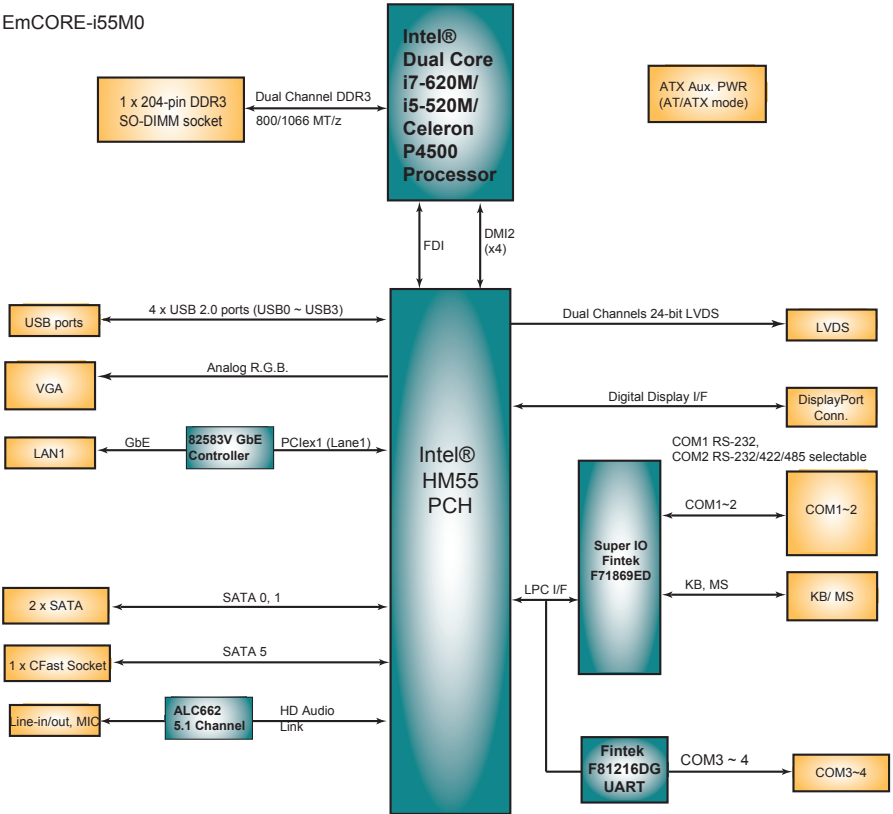 EmCORE-i55M0
Intel®
Dual Core
i7-620M/
i5-520M/
Celeron
P4500
Processor
1 x 204-pin DDR3
SO-DIMM socket
Dual Channel DDR3
800/1066 MT/z
ATX Aux. PWR
(AT/ATX mode)
FDI
DMI2
(x4)
USB ports
4 x USB 2.0 ports (USB0 ~ USB3)
Dual Channels 24-bit LVDS
LVDS
VGA
Analog R.G.B.
Digital Display I/F
DisplayPort
Conn.
LAN1
GbE
82583V GbE
Controller
PCIex1 (Lane1)
Intel®
HM55
PCH
COM1 RS-232,
COM2 RS-232/422/485 selectable
COM1~2
COM1~2
Super IO
Fintek
F71869ED
LPC I/F
KB, MS
KB/ MS
2 x SATA
SATA 0, 1
1 x CFast Socket
SATA 5
Line-in/out, MIC
ALC662
5.1 Channel
HD Audio
Link
Fintek
F81216DG
UART
COM3 ~ 4
COM3~4